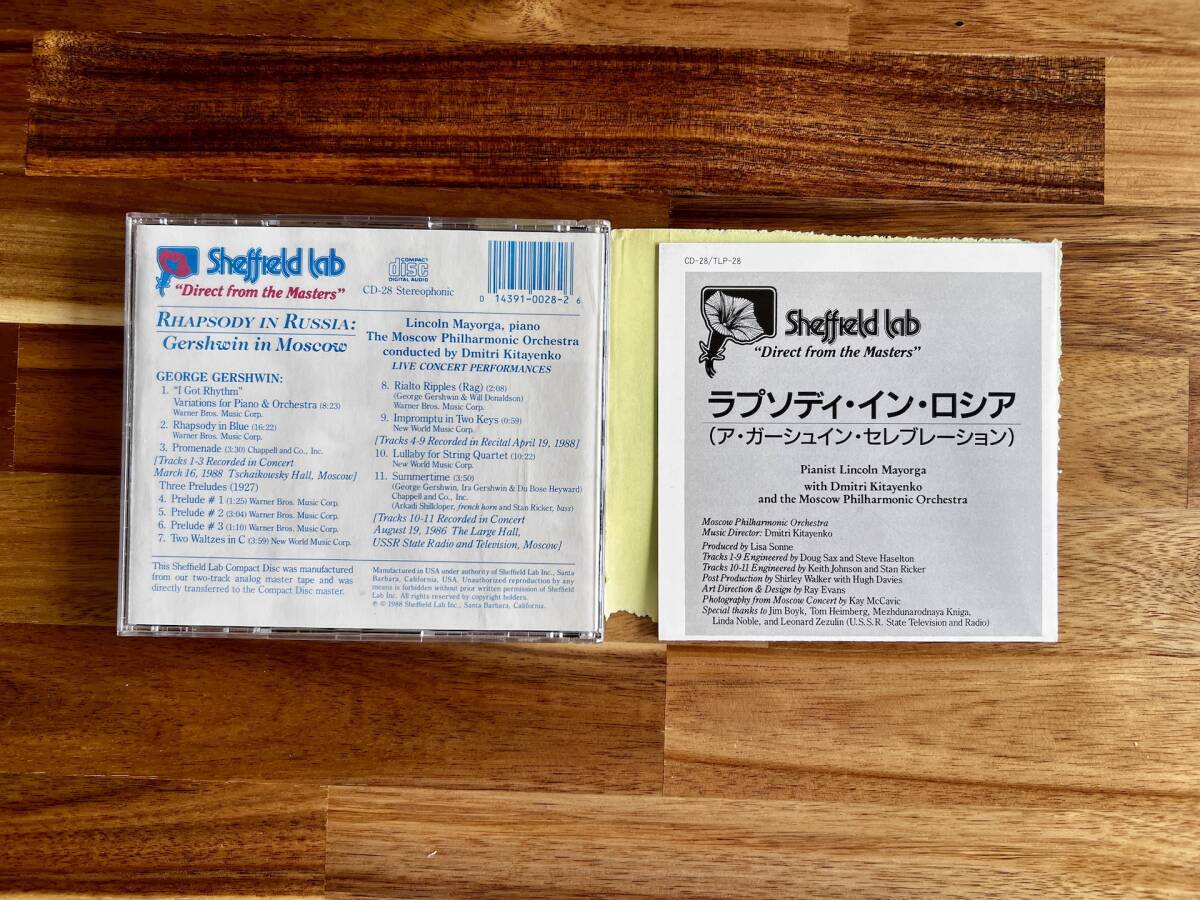 Sheffield Lab
"Direct from the Masters"
COMPACT
disc
DIGITAL AUDIO
CD-28 Stereophonic
0 14391-0028-2 6
RHAPSODY IN RUSSIA:
Gershwin in Moscow
GEORGE GERSHWIN:
1. "I Got Rhythm"
Variations for Piano & Orchestra (8:23)
Warner Bros. Music Corp.
2. Rhapsody in Blue (16:22)
Warner Bros. Music Corp.
3. Promenade (3:30) Chappell and Co., Inc.
[Tracks 1-3 Recorded in Concert
March 16, 1988 Tschaikowsky Hall, Moscow]
Three Preludes (1927)
4. Prelude # 1 (1:25) Warner Bros. Music Corp.
5. Prelude # 2 (3:04) Warner Bros. Music Corp.
6. Prelude # 3 (1:10) Warner Bros. Music Corp.
7. Two Waltzes in C (3:59) New World Music Corp.
This Sheffield Lab Compact Disc was manufactured
from our two-track analog master tape and was
directly transferred to the Compact Disc master.
Lincoln Mayorga, piano
The Moscow Philharmonic Orchestra
conducted by Dmitri Kitayenko
LIVE CONCERT PERFORMANCES
8. Rialto Ripples (Rag) (2:08)
(George Gershwin & Will Donaldson)
Warner Bros. Music Corp.
9. Impromptu in Two Keys (0:59)
New World Music Corp.
[Tracks 4-9 Recorded in Recital April 19, 1988]
10. Lullaby for String Quartet (10:22)
New World Music Corp.
11. Summertime (3:50)
(George Gershwin, Ira Gershwin & Du Bose Heyward)
Chappell and Co., Inc.
(Arkadi Shilkloper, french horn and Stan Ricker, bass)
[Tracks 10-11 Recorded in Concert
August 19, 1986 The Large Hall,
USSR State Radio and Television, Moscow]
Manufactured in USA under authority of Sheffield Lab Inc., Santa
Barbara, California, USA. Unauthorized reproduction by any
means is forbidden without prior written permission of Sheffield
Lab Inc. All rights reserved by copyright holders.
℗ © 1988 Sheffield Lab Inc., Santa Barbara, California.
CD-28/TLP-28
Sheffield Lab
"Direct from the Masters"
ラプソディ・イン・ロシア
(ア・ガーシュイン・セレブレーション)
Pianist Lincoln Mayorga
with Dmitri Kitayenko
and the Moscow Philharmonic Orchestra
Moscow Philharmonic Orchestra
Music Director: Dmitri Kitayenko
Produced by Lisa Sonne
Tracks 1-9 Engineered by Doug Sax and Steve Haselton
Tracks 10-11 Engineered by Keith Johnson and Stan Ricker
Post Production by Shirley Walker with Hugh Davies
Art Direction & Design by Ray Evans
Photography from Moscow Concert by Kay McCavic
Special thanks to Jim Boyk, Tom Heimberg, Mezhdunarodnaya Kniga,
Linda Noble, and Leonard Zezulin (U.S.S.R. State Television and Radio)